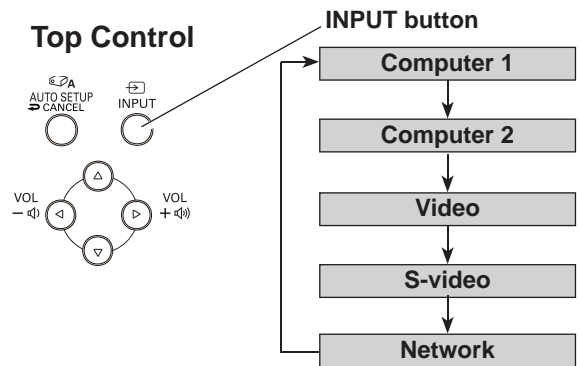 Top Control
INPUT button
A
AUTO SETUP
CANCEL
INPUT
VOL
−
VOL
+
Computer 1
Computer 2
Video
S-video
Network